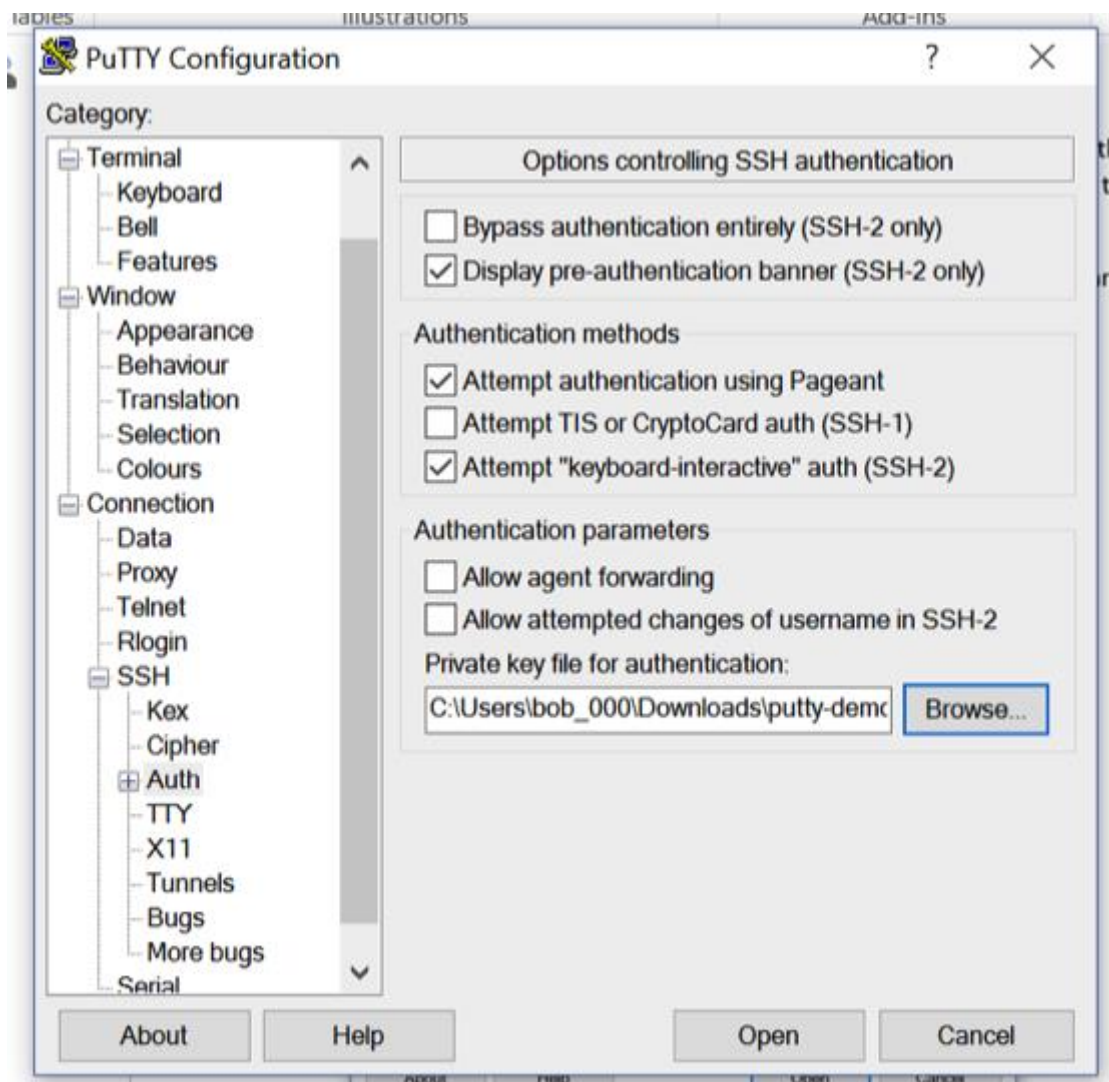 Illustrations
Add-Ins
PuTTY Configuration
?
Category:
Terminal
Keyboard
Bell
Features
Window
Appearance
Behaviour
Translation
Selection
Colours
Connection
Data
Proxy
Telnet
Rlogin
SSH
Kex
Cipher
Auth
TTY
X11
Tunnels
Bugs
More bugs
Serial
Options controlling SSH authentication
Bypass authentication entirely (SSH-2 only)
Display pre-authentication banner (SSH-2 only)
Authentication methods
Attempt authentication using Pageant
Attempt TIS or CryptoCard auth (SSH-1)
Attempt "keyboard-interactive" auth (SSH-2)
Authentication parameters
Allow agent forwarding
Allow attempted changes of username in SSH-2
Private key file for authentication:
C:\Users\bob_000\Downloads\putty-demo
Browse...
About
Help
Open
Cancel